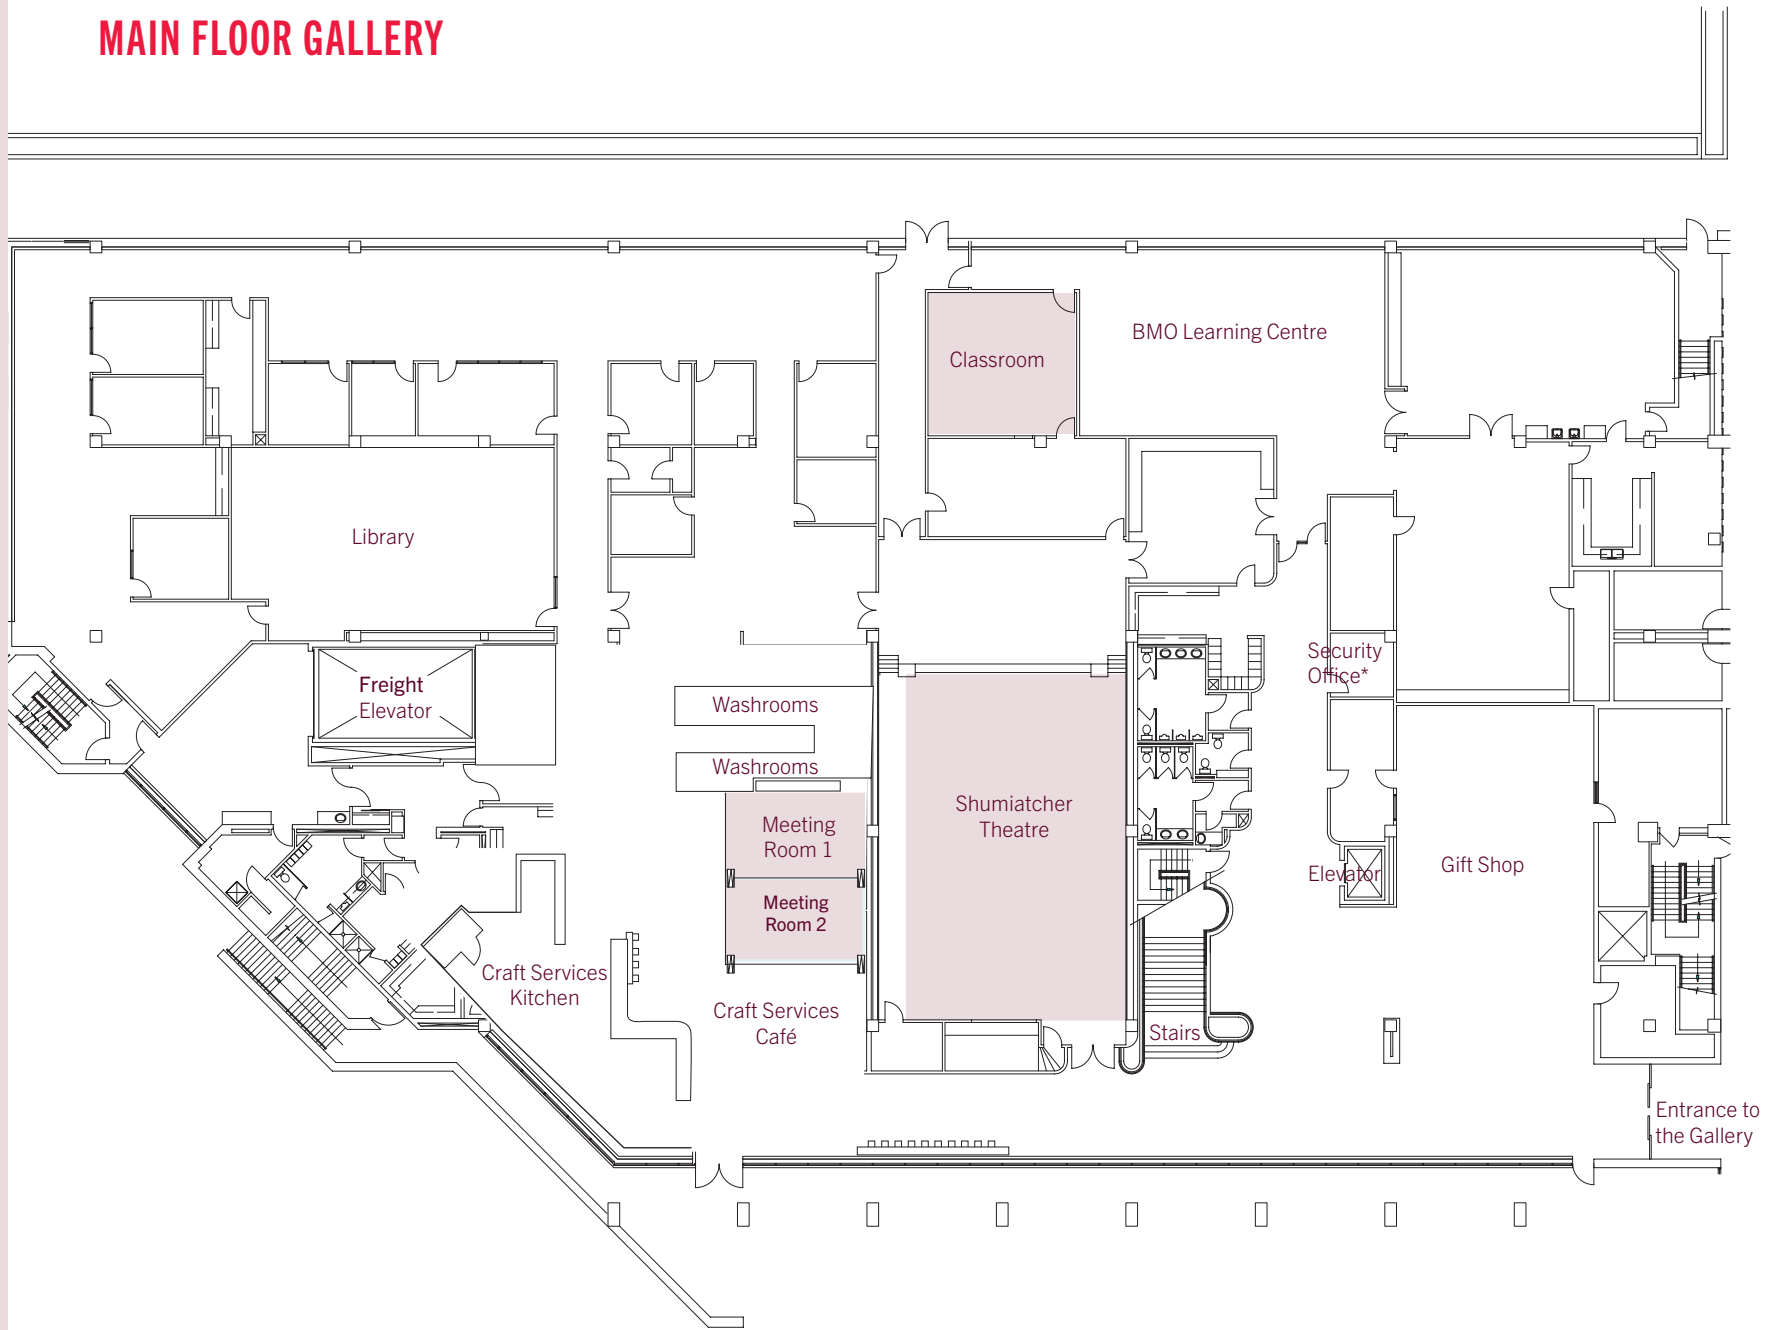 MAIN FLOOR GALLERY
BMO Learning Centre
Classroom
Library
Security
Office*
Freight
Elevator
Washrooms
Washrooms
Shumiatcher
Theatre
Meeting
Room 1
Elevator
Gift Shop
Meeting
Room 2
Craft Services
Kitchen
Craft Services
Café
Stairs
Entrance to
the Gallery